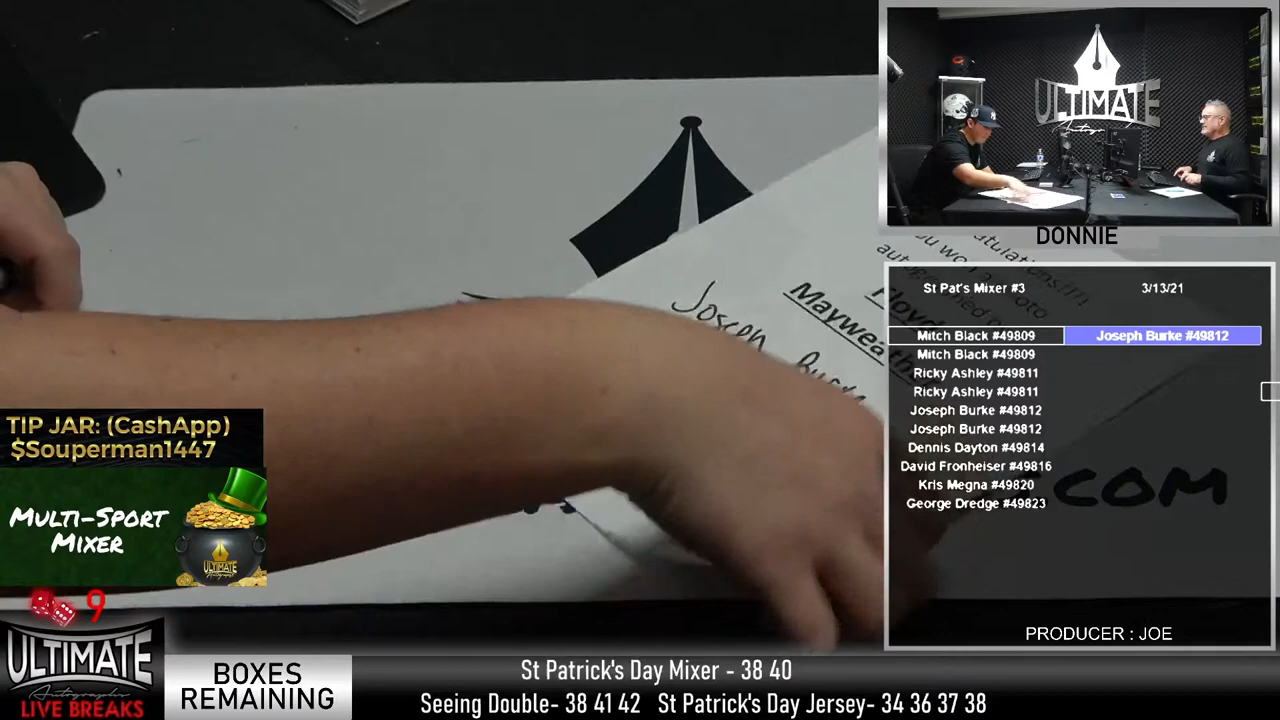 ULTIMATE
DONNIE
St Pat's Mixer #3 3/13/21
Mitch Black #49809 Joseph Burke #49812
Mitch Black #49809
Ricky Ashley #49811
Ricky Ashley #49811
Joseph Burke #49812
Joseph Burke #49812
Dennis Dayton #49814
David Fronheiser #49816
Kris Megna #49820
George Dredge #49823
PRODUCER : JOE
Joseph
Floyd
.COM
TIP JAR: (CashApp)
$Souperman1447
MULTI-SPORT
MIXER
ULTIMATE
9
ULTIMATE
Autographs
LIVE BREAKS
BOXES
REMAINING
St Patrick's Day Mixer - 38 40
Seeing Double- 38 41 42 St Patrick's Day Jersey- 34 36 37 38